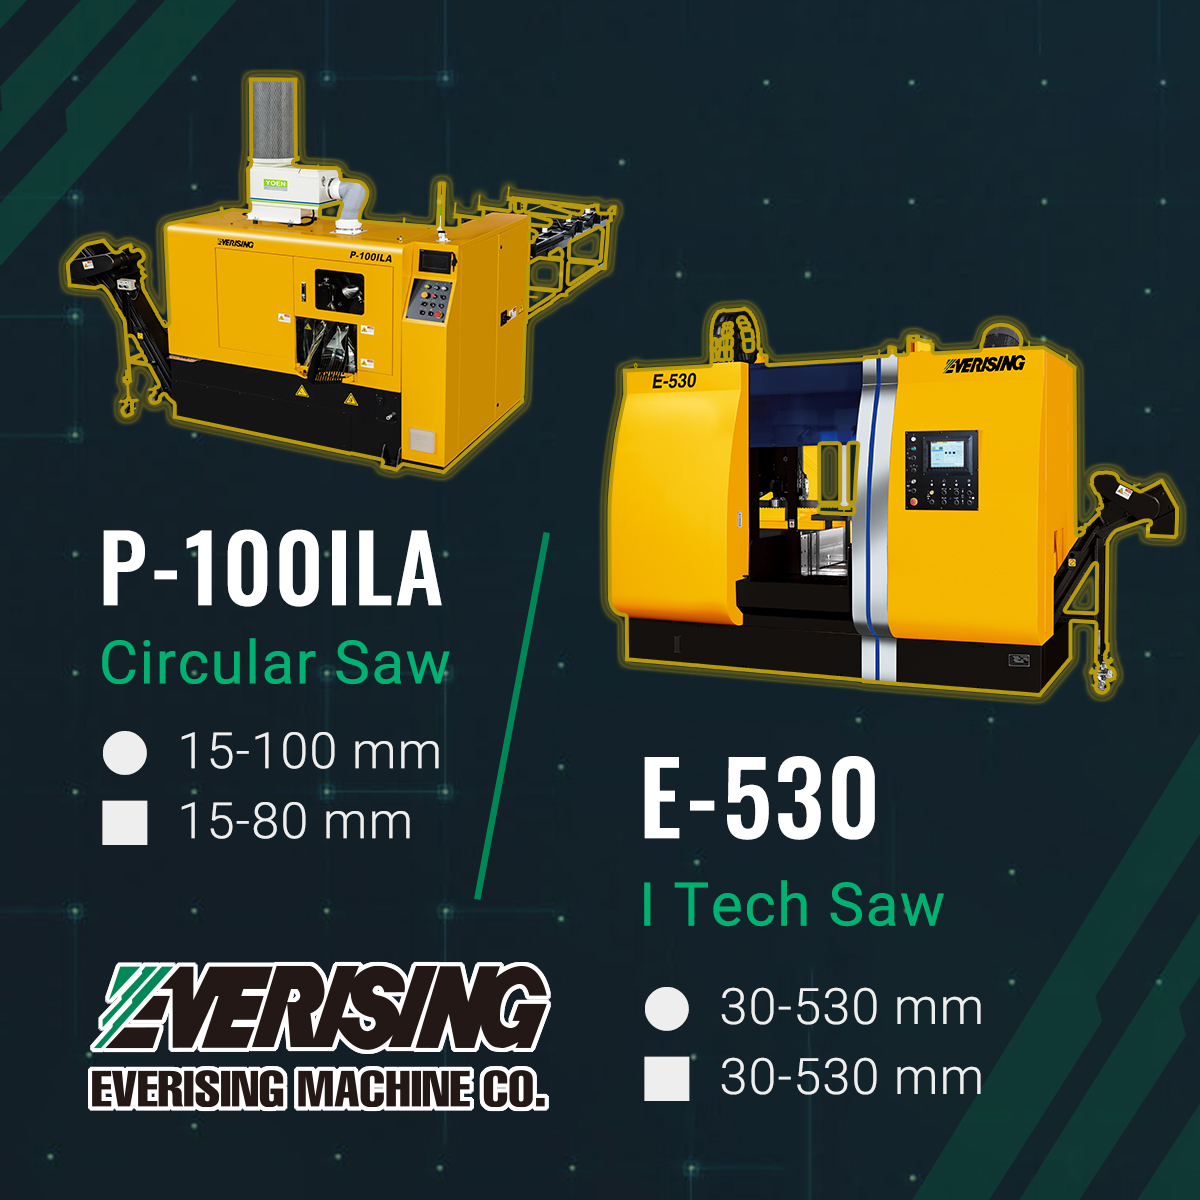 YOEN
EVERISING
P-100ILA
E-530
EVERISING
P-100ILA
Circular Saw
15-100 mm
15-80 mm
E-530
I Tech Saw
30-530 mm
30-530 mm
EVERISING
EVERISING MACHINE CO.